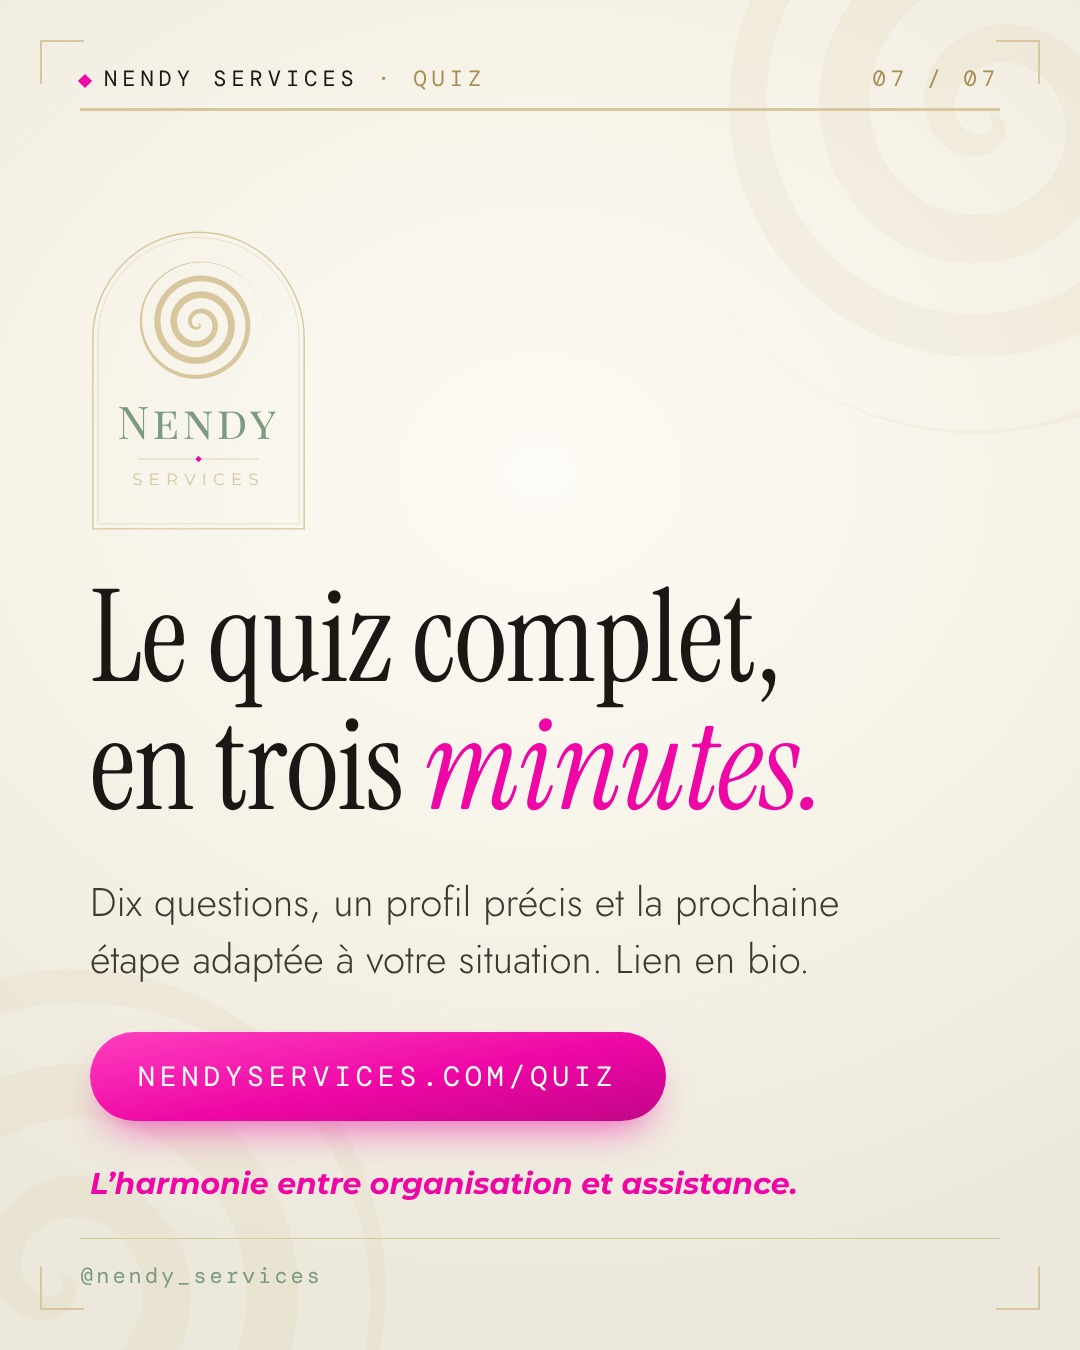 NENDY SERVICES · QUIZ
07 / 07
NENDY
SERVICES
Le quiz complet,
en trois minutes.
Dix questions, un profil précis et la prochaine
étape adaptée à votre situation. Lien en bio.
NENDYSERVICES.COM/QUIZ
L’harmonie entre organisation et assistance.
@nendy_services